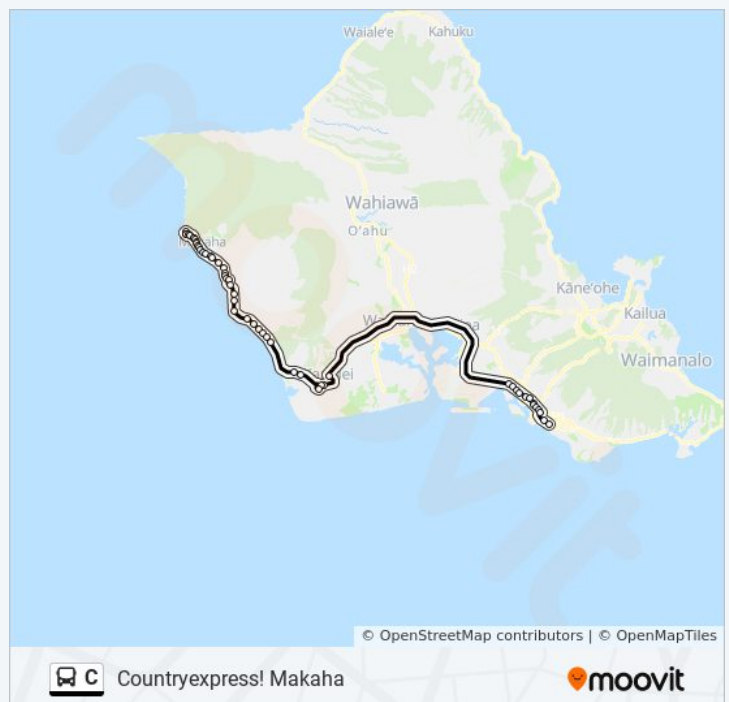 Waiale'e
Kahuku
Wahiawā
O'ahu
Kāne'ohe
Kailua
Waimanalo
© OpenStreetMap contributors | © OpenMapTiles
C Countryexpress! Makaha
moovit